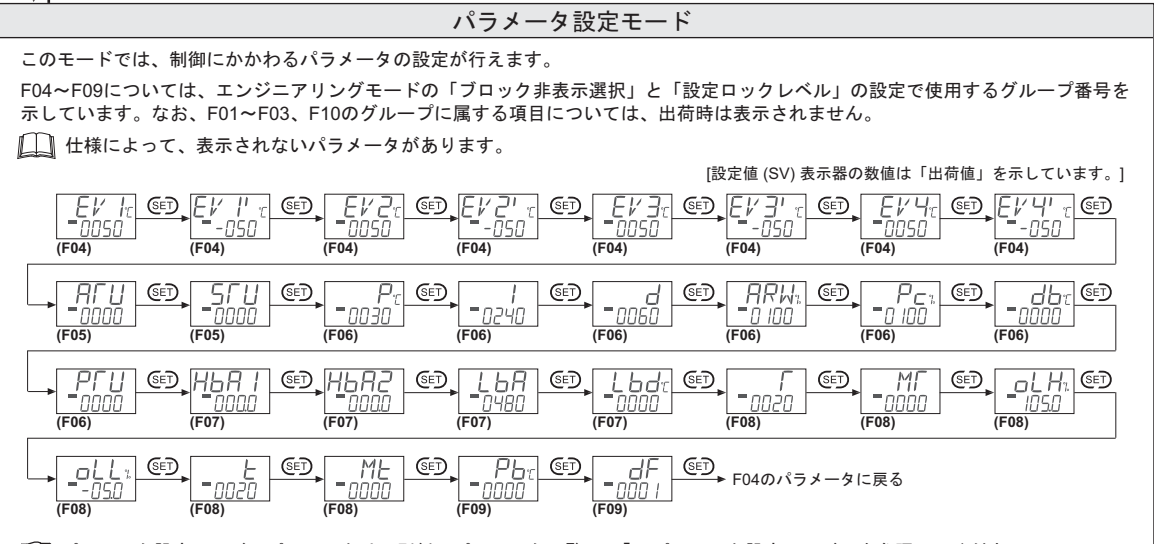 パラメータ設定モード
このモードでは、制御にかかわるパラメータの設定が行えます。
F04～F09については、エンジニアリングモードの「ブロック非表示選択」と「設定ロックレベル」の設定で使用するグループ番号を
示しています。なお、F01～F03、F10のグループに属する項目については、出荷時は表示されません。
仕様によって、表示されないパラメータがあります。
[設定値 (SV) 表示器の数値は「出荷値」を示しています。]
EV1℃ SET EV1'℃ SET EV2℃ SET EV2'℃ SET EV3℃ SET EV3'℃ SET EV4℃ SET EV4'℃ SET
0050 -050 0050 -050 0050 -050 0050 -050
(F04) (F04) (F04) (F04) (F04) (F04) (F04) (F04)
ATU SET STU SET P℃ SET I SET d SET ARW% SET Pc% SET db℃ SET
0000 0000 0030 0240 0060 0100 0100 0000
(F05) (F05) (F06) (F06) (F06) (F06) (F06) (F06)
PTU SET HbA1 SET HbA2 SET LbA SET Lbd℃ SET T SET MT SET oLH% SET
0000 000.0 000.0 0480 0000 0020 0000 105.0
(F06) (F07) (F07) (F07) (F07) (F08) (F08) (F08)
oLL% SET t SET Mt SET Pb℃ SET dF SET F04のパラメータに戻る
-05.0 0020 0000 0000 0001
(F08) (F08) (F08) (F09) (F09)